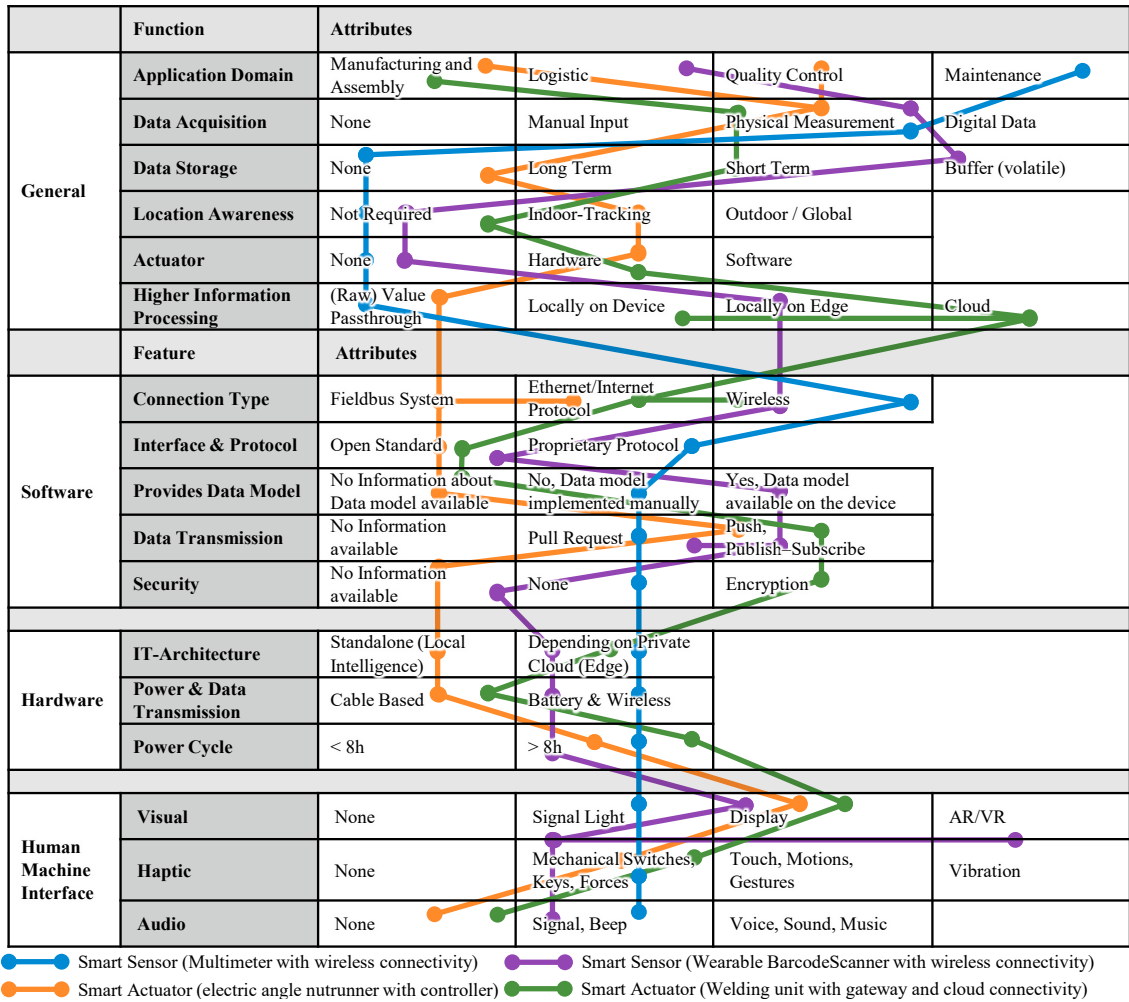 Function Attributes
General
Application Domain
Manufacturing and
Assembly
Logistic
Quality Control
Maintenance
Data Acquisition
None
Manual Input
Physical Measurement
Digital Data
Data Storage
None
Long Term
Short Term
Buffer (volatile)
Location Awareness
Not Required
Indoor-Tracking
Outdoor / Global
Actuator
None
Hardware
Software
Higher Information
Processing
(Raw) Value
Passthrough
Locally on Device
Locally on Edge
Cloud
Feature Attributes
Software
Connection Type
Fieldbus System
Ethernet/Internet
Protocol
Wireless
Interface & Protocol
Open Standard
Proprietary Protocol
Provides Data Model
No Information about
Data model available
No, Data model
implemented manually
Yes, Data model
available on the device
Data Transmission
No Information
available
Pull Request
Push,
Publish–Subscribe
Security
No Information
available
None
Encryption
Hardware
IT-Architecture
Standalone (Local
Intelligence)
Depending on Private
Cloud (Edge)
Power & Data
Transmission
Cable Based
Battery & Wireless
Power Cycle
< 8h
> 8h
Human
Machine
Interface
Visual
None
Signal Light
Display
AR/VR
Haptic
None
Mechanical Switches,
Keys, Forces
Touch, Motions,
Gestures
Vibration
Audio
None
Signal, Beep
Voice, Sound, Music
Smart Sensor (Multimeter with wireless connectivity)
Smart Sensor (Wearable BarcodeScanner with wireless connectivity)
Smart Actuator (electric angle nutrunner with controller)
Smart Actuator (Welding unit with gateway and cloud connectivity)